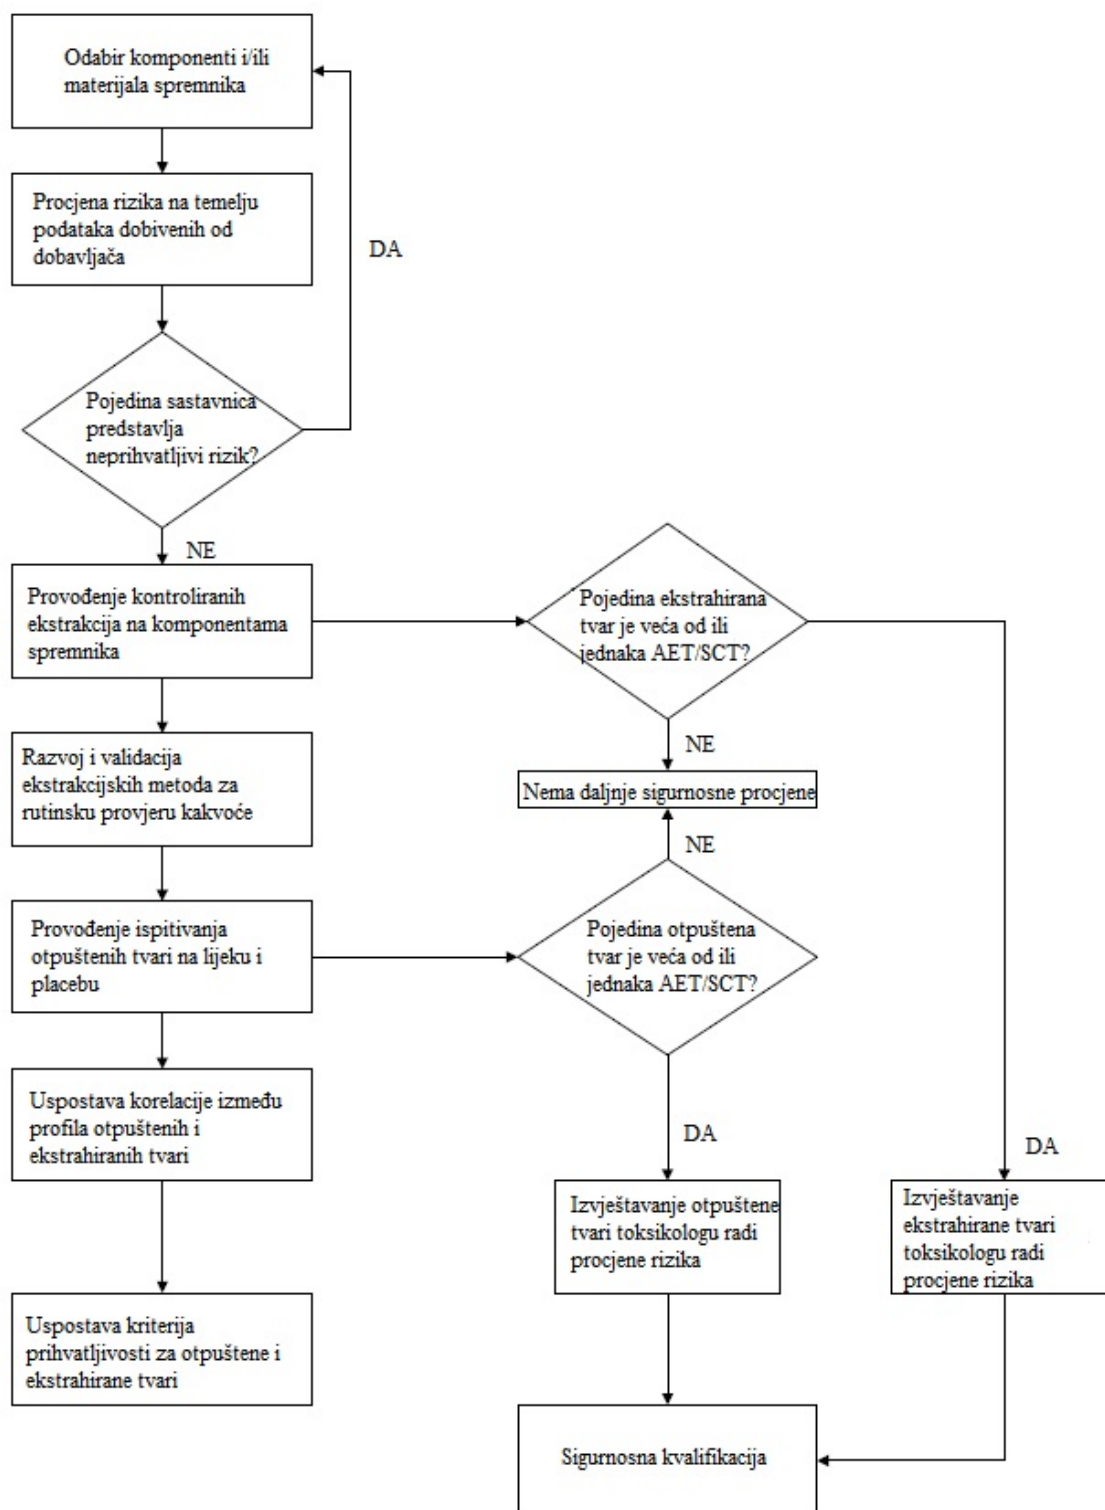 Odabir komponenti i/ili
materijala spremnika
Procjena rizika na temelju
podataka dobivenih od
dobavljača
DA
Pojedina sastavnica
predstavlja
neprihvatljivi rizik?
NE
Provođenje kontroliranih
ekstrakcija na komponentama
spremnika
Pojedina ekstrahirana
tvar je veća od ili
jednaka AET/SCT?
NE
Razvoj i validacija
ekstrakcijskih metoda za
rutinsku provjeru kakvoće
Nema daljnje sigurnosne procjene
NE
Provođenje ispitivanja
otpuštenih tvari na lijeku i
placebu
Pojedina otpuštena
tvar je veća od ili
jednaka AET/SCT?
Uspostava korelacije između
profila otpuštenih i
ekstrahiranih tvari
DA
DA
Izvještavanje otpuštene
tvari toksikologu radi
procjene rizika
Izvještavanje
ekstrahirane tvari
toksikologu radi
procjene rizika
Uspostava kriterija
prihvatljivosti za otpuštene i
ekstrahirane tvari
Sigurnosna kvalifikacija